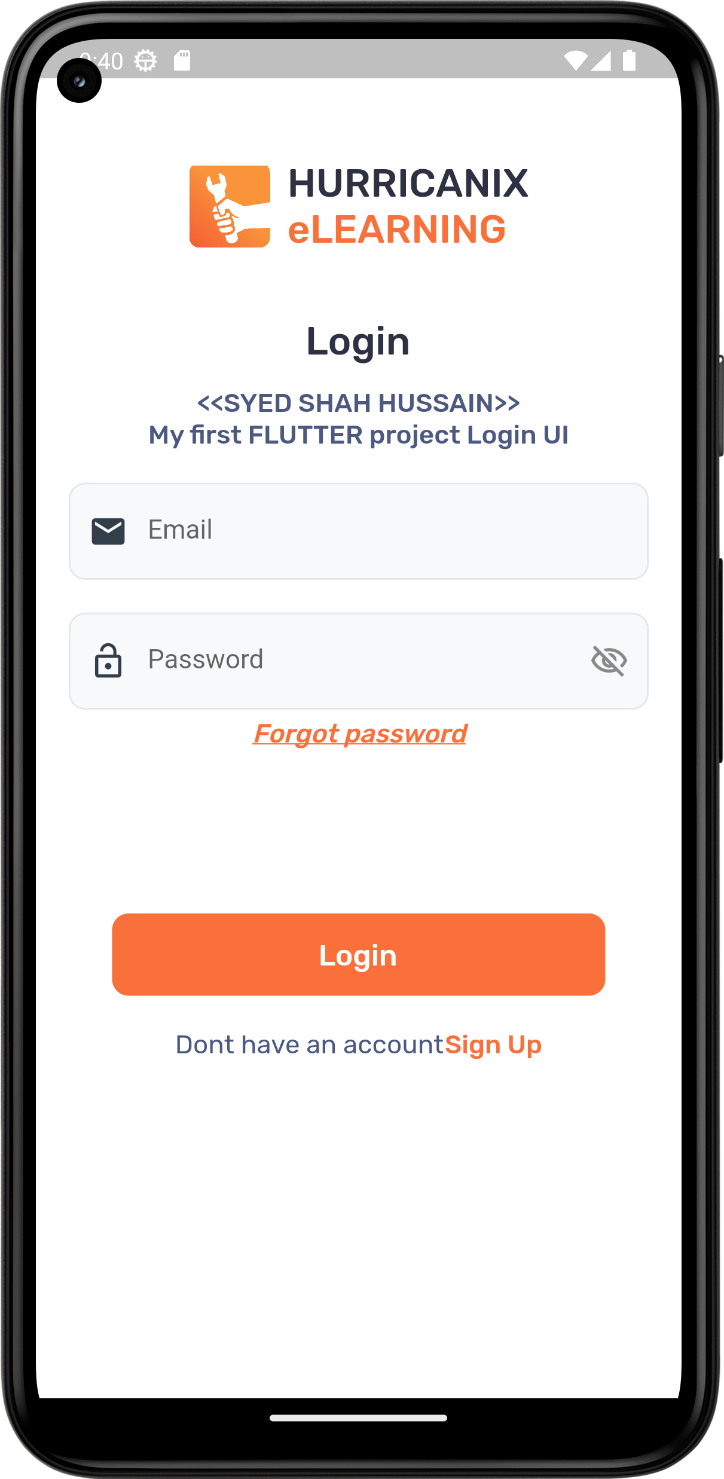 HURRICANIX
eLEARNING
Login
<<SYED SHAH HUSSAIN>>
My first FLUTTER project Login UI
Email
Password
Forgot password
Login
Dont have an accountSign Up